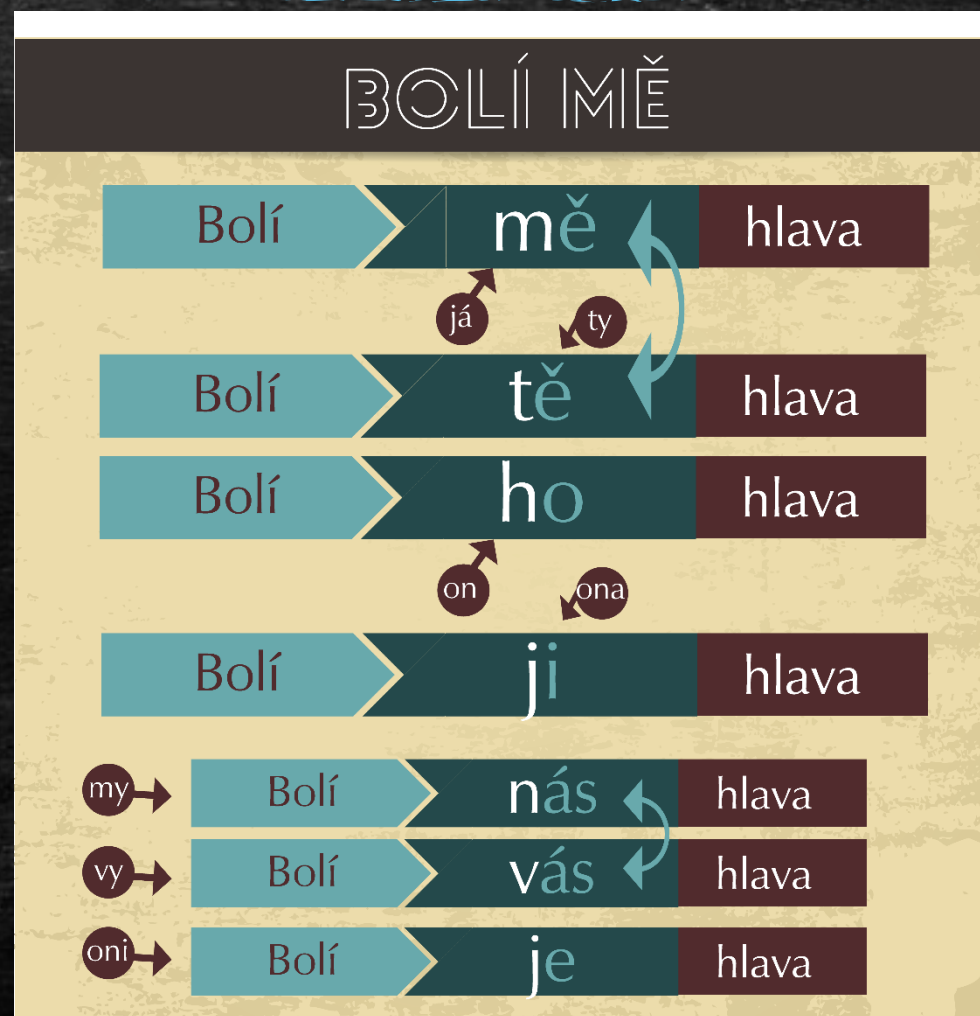 BOLÍ MĚ
Bolí mě hlava
já ty
Bolí tě hlava
Bolí ho hlava
on ona
Bolí ji hlava
my Bolí nás hlava
vy Bolí vás hlava
oni Bolí je hlava